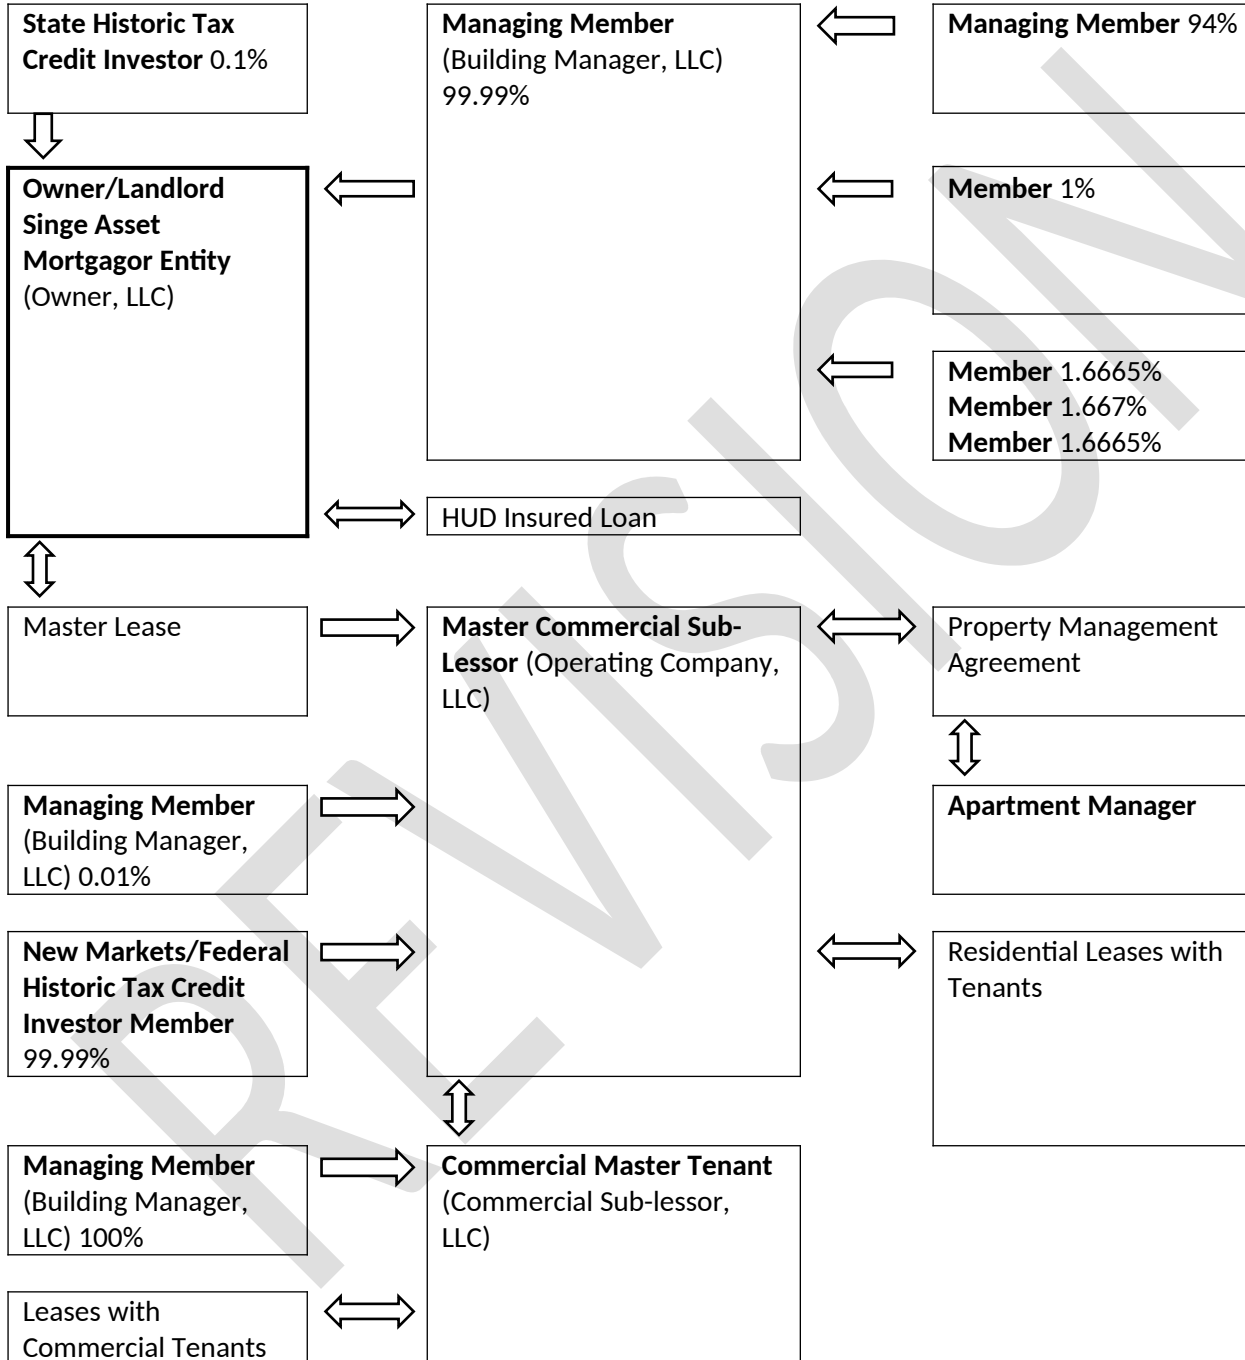 State Historic Tax
Credit Investor 0.1%
Managing Member
(Building Manager, LLC)
99.99%
Managing Member 94%
Owner/Landlord
Singe Asset
Mortgagor Entity
(Owner, LLC)
Member 1%
Member 1.6665%
Member 1.667%
Member 1.6665%
HUD Insured Loan
Master Lease
Master Commercial Sub-
Lessor (Operating Company,
LLC)
Property Management
Agreement
Managing Member
(Building Manager,
LLC) 0.01%
Apartment Manager
New Markets/Federal
Historic Tax Credit
Investor Member
99.99%
Residential Leases with
Tenants
Managing Member
(Building Manager,
LLC) 100%
Commercial Master Tenant
(Commercial Sub-lessor,
LLC)
Leases with
Commercial Tenants
REVISION